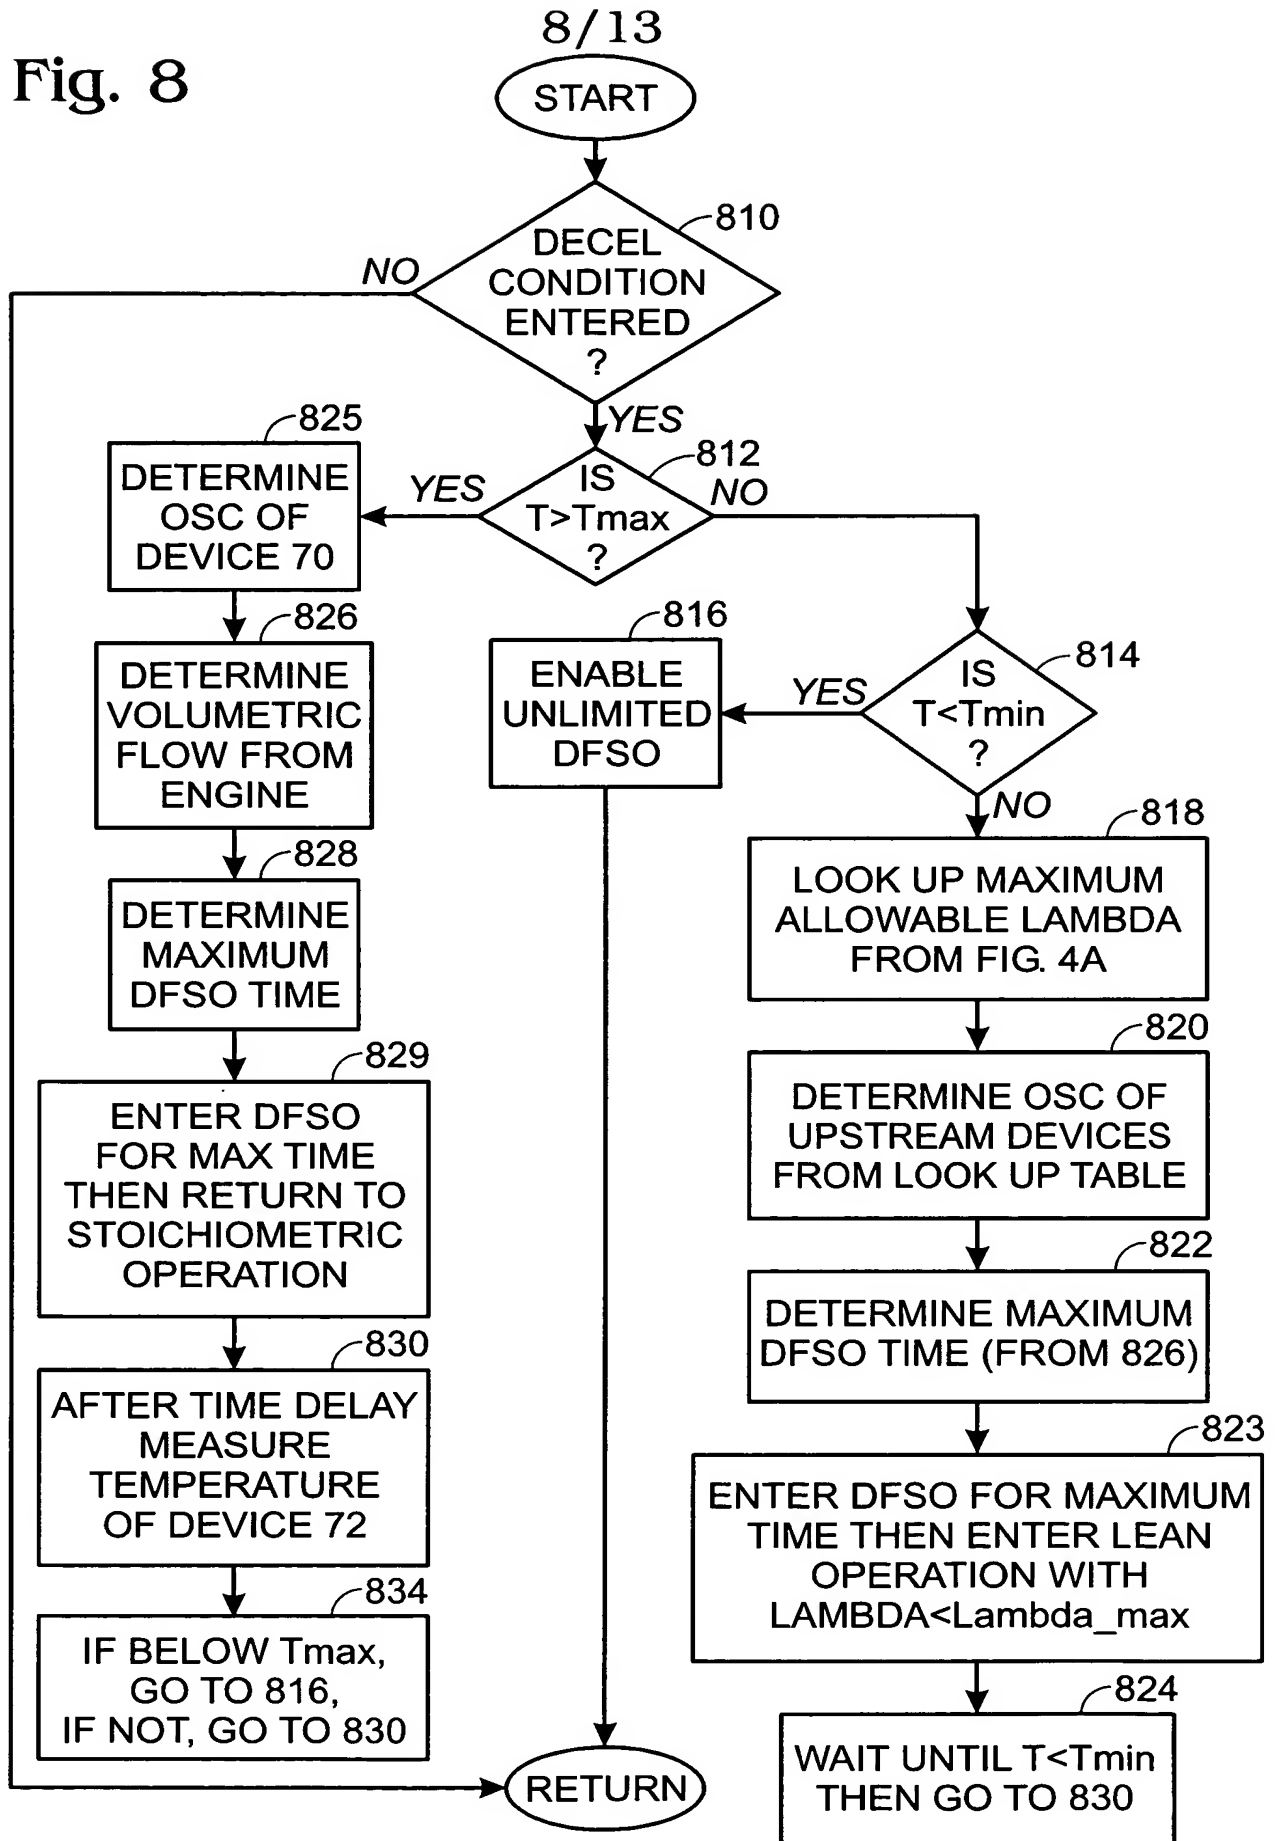 8/13
Fig. 8
START
810
DECEL
CONDITION
ENTERED
?
NO
YES
812
IS
T>Tmax
?
YES
NO
825
DETERMINE
OSC OF
DEVICE 70
826
DETERMINE
VOLUMETRIC
FLOW FROM
ENGINE
828
DETERMINE
MAXIMUM
DFSO TIME
829
ENTER DFSO
FOR MAX TIME
THEN RETURN TO
STOICHIOMETRIC
OPERATION
830
AFTER TIME DELAY
MEASURE
TEMPERATURE
OF DEVICE 72
834
IF BELOW Tmax,
GO TO 816,
IF NOT, GO TO 830
816
ENABLE
UNLIMITED
DFSO
814
IS
T<Tmin
?
YES
NO
818
LOOK UP MAXIMUM
ALLOWABLE LAMBDA
FROM FIG. 4A
820
DETERMINE OSC OF
UPSTREAM DEVICES
FROM LOOK UP TABLE
822
DETERMINE MAXIMUM
DFSO TIME (FROM 826)
823
ENTER DFSO FOR MAXIMUM
TIME THEN ENTER LEAN
OPERATION WITH
LAMBDA<Lambda_max
824
WAIT UNTIL T<Tmin
THEN GO TO 830
RETURN